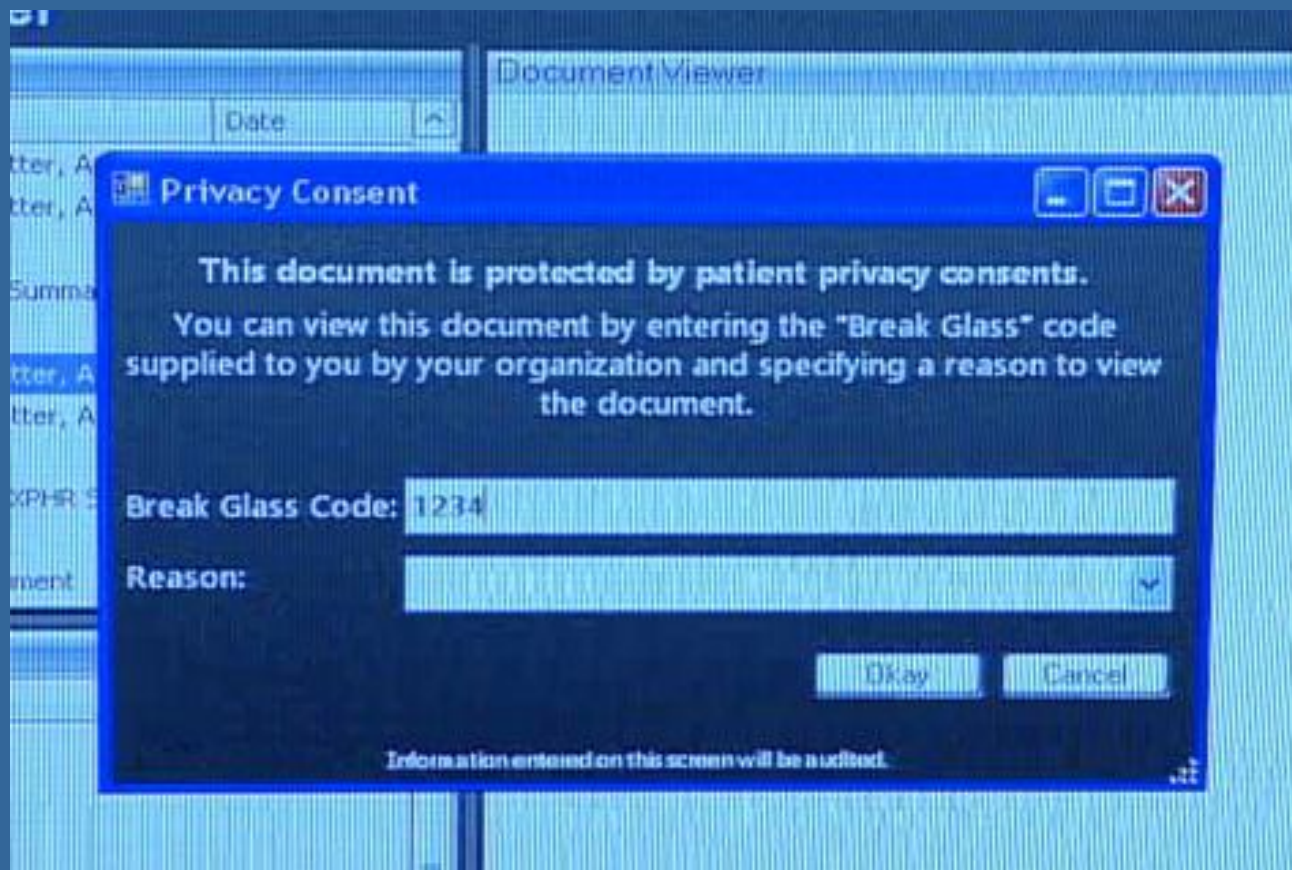 Document Viewer
Date
tter, A
tter, A
Summa
tter, A
tter, A
XPHR S
ment
Privacy Consent
This document is protected by patient privacy consents.
You can view this document by entering the "Break Glass" code
supplied to you by your organization and specifying a reason to view
the document.
Break Glass Code: 1234
Reason:
Okay Cancel
Information entered on this screen will be audited.